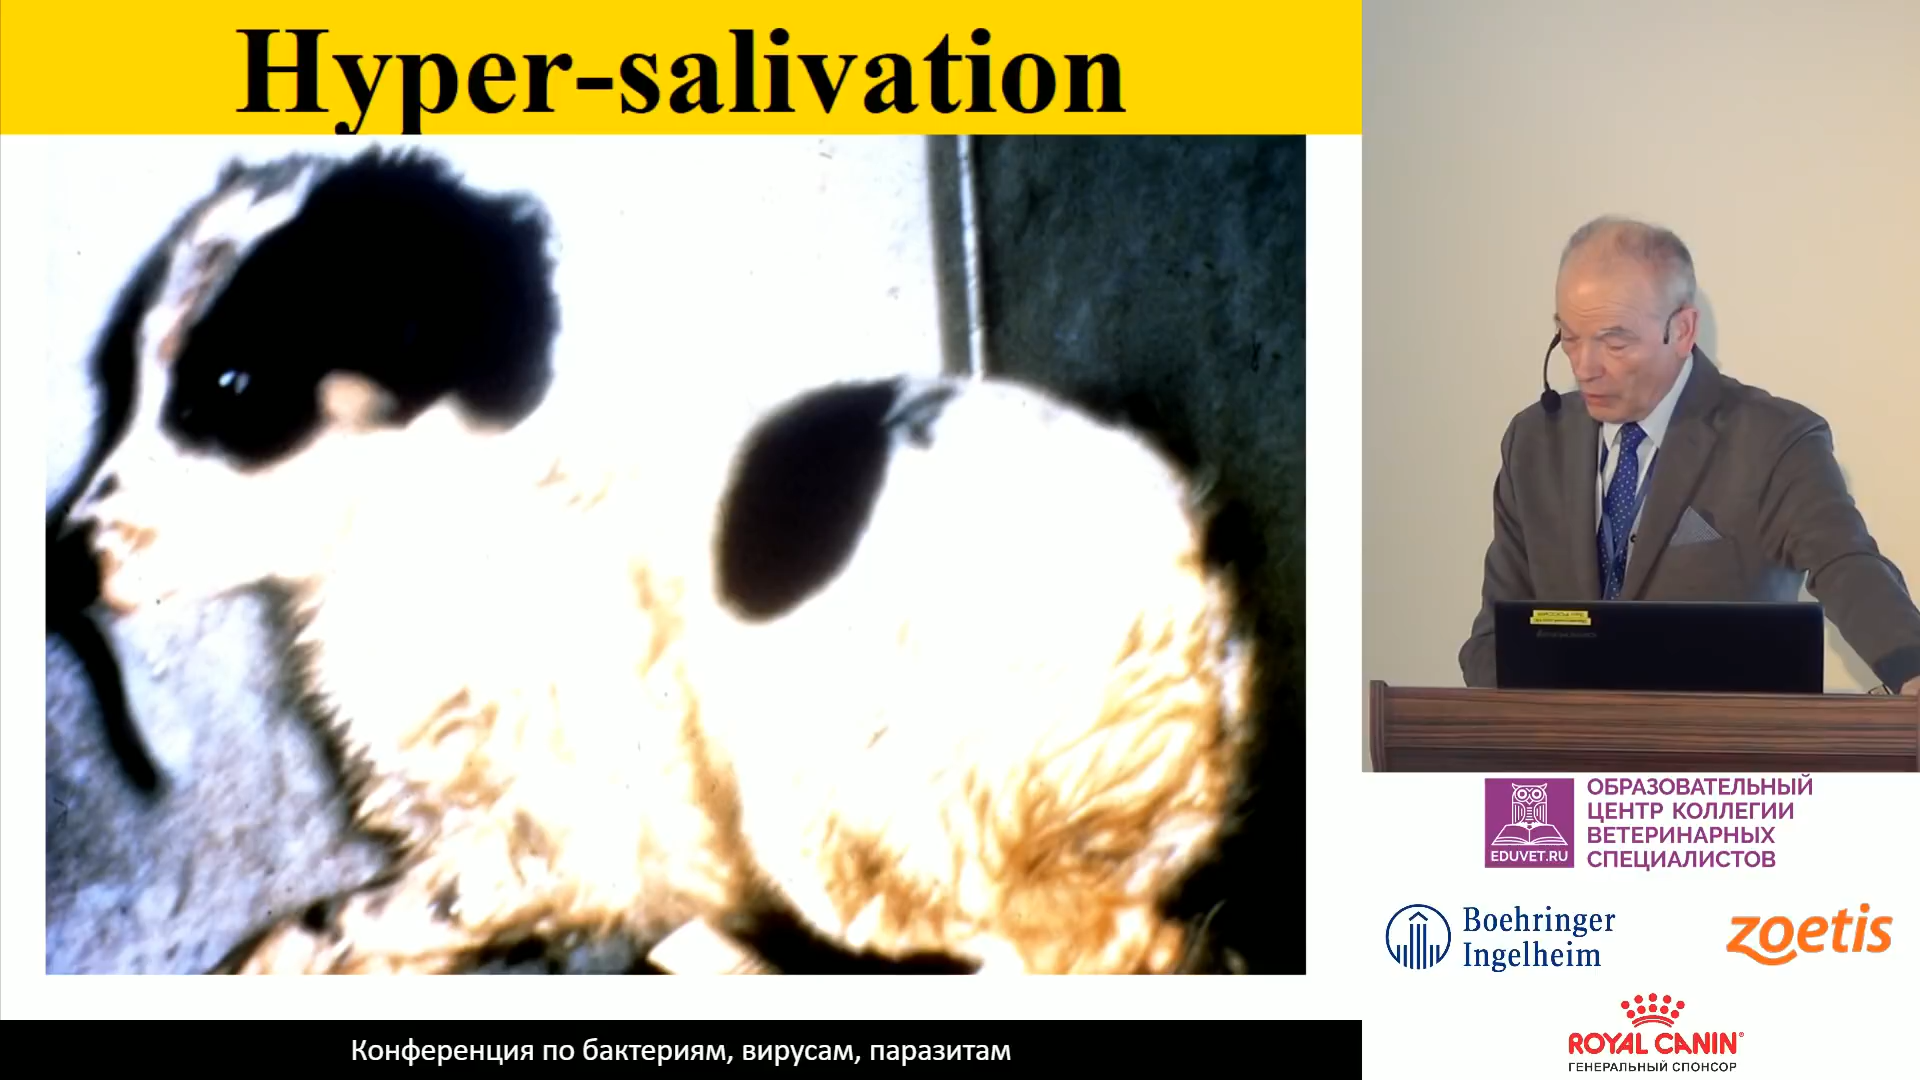 Hyper-salivation
ОБРАЗОВАТЕЛЬНЫЙ
ЦЕНТР КОЛЛЕГИИ
ВЕТЕРИНАРНЫХ
СПЕЦИАЛИСТОВ
EDUVET.RU
Boehringer
Ingelheim
zoetis
ROYAL CANIN
ГЕНЕРАЛЬНЫЙ СПОНСОР
Конференция по бактериям, вирусам, паразитам